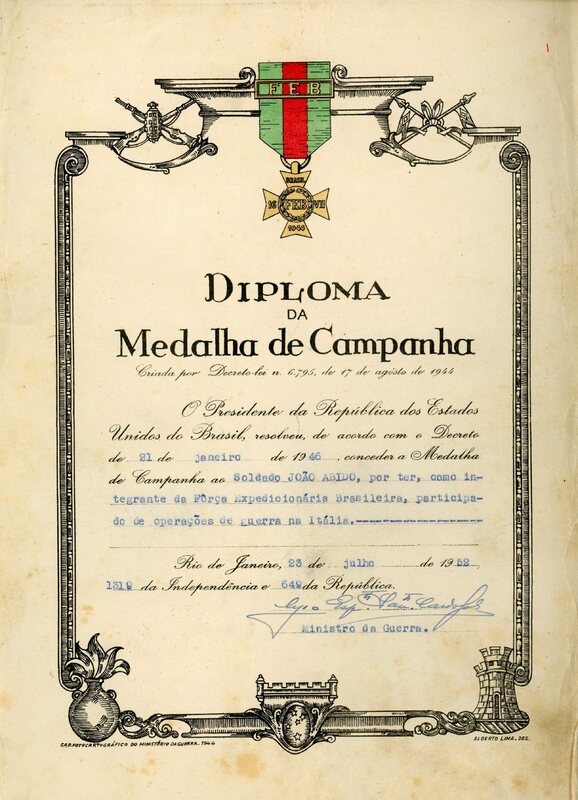 FEB
BRASIL
16 FEB VII
1944
DIPLOMA
DA
Medalha de Campanha
Criada por Decreto-lei n. 6.795, de 17 de agôsto de 1944
O Presidente da República dos Estados
Unidos do Brasil, resolveu, de acordo com o Decreto
de 21 de janeiro de 1946, conceder a Medalha
de Campanha ao Soldado JOÃO ABIDO, por ter, como in-
tegrante da Fôrça Expedicionária Brasileira, participa-
do de operações de guerra na Itália.
Rio de Janeiro, 23 de julho de 1952,
131º da Independência e 64º da República.
Ministro da Guerra.
GAB. FOTOCARTOGRÁFICO DO MINISTÉRIO DA GUERRA. 1944
ALBERTO LIMA. DES.